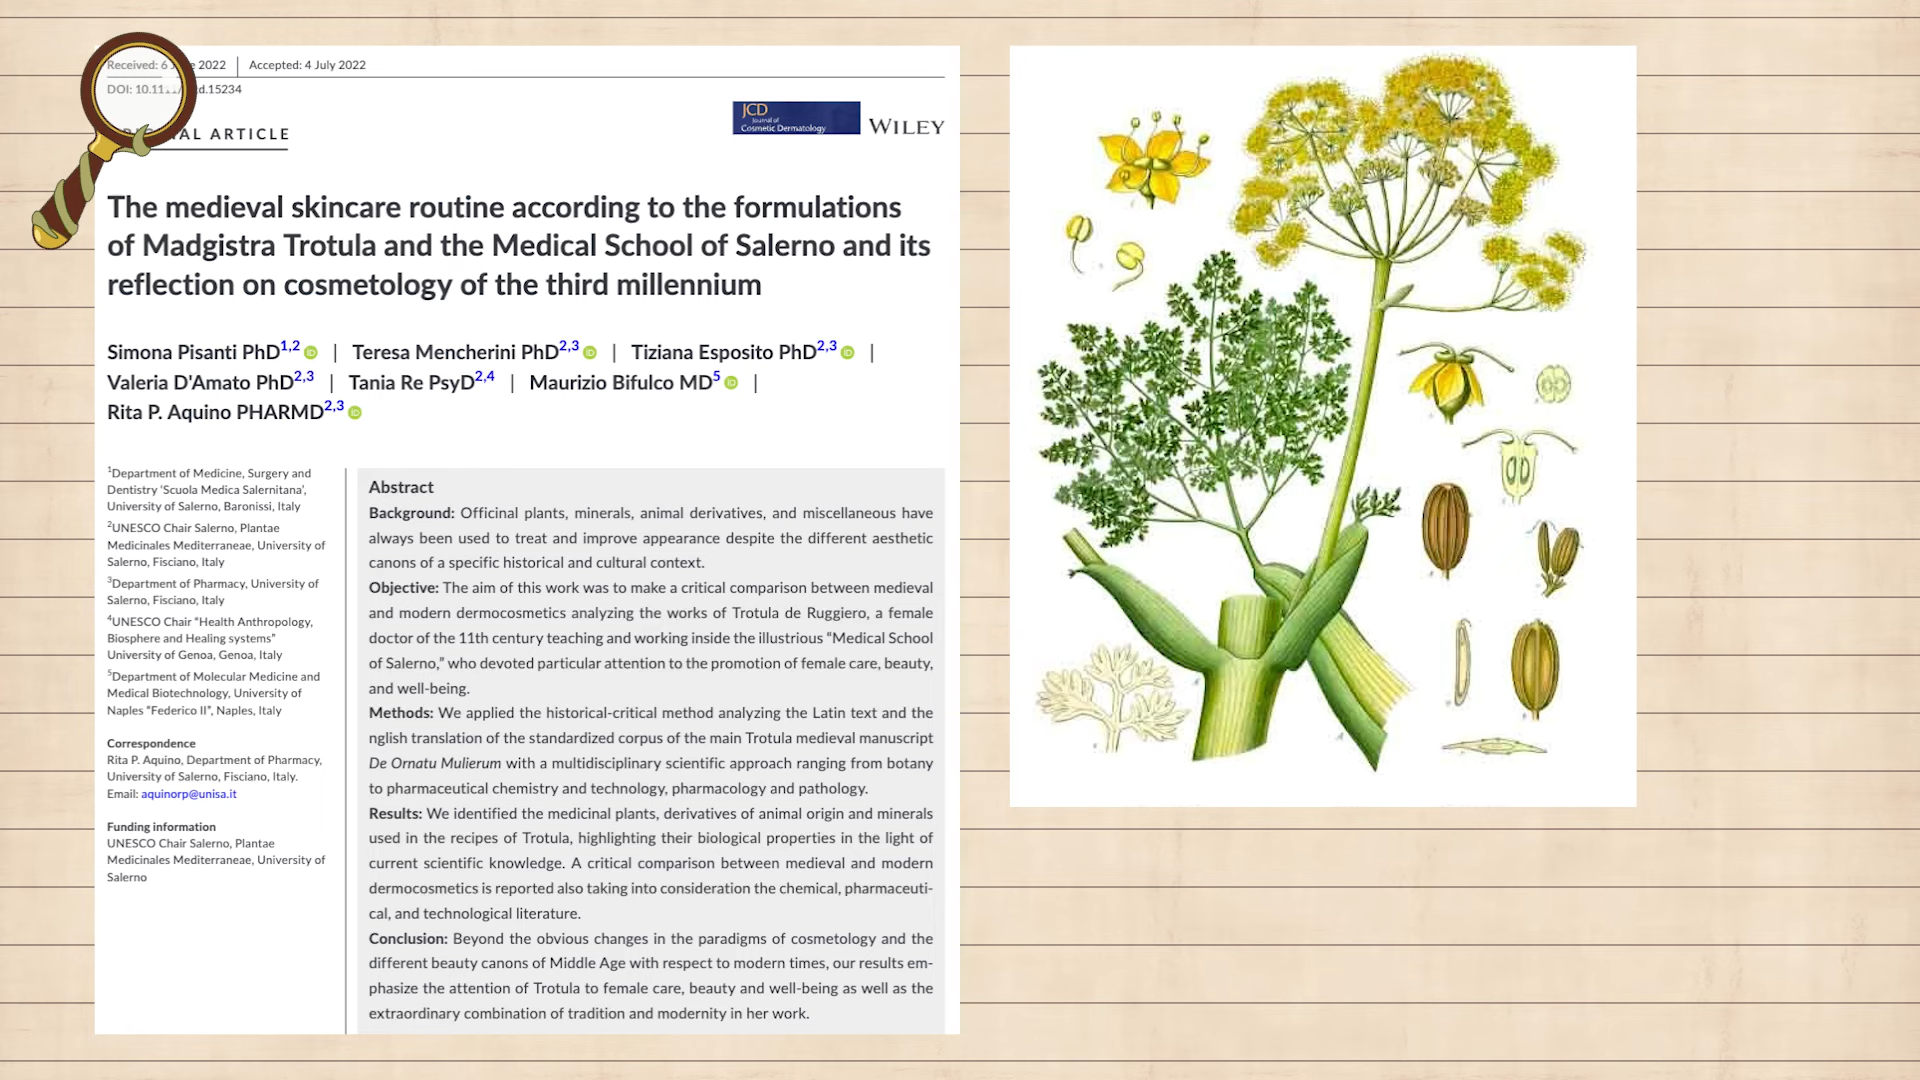 Received: 6 2022 | Accepted: 4 July 2022
DOI: 10.11 d.15234
AL ARTICLE
JCD
Journal of
Cosmetic Dermatology
WILEY
The medieval skincare routine according to the formulations
of Madgistra Trotula and the Medical School of Salerno and its
reflection on cosmetology of the third millennium
Simona Pisanti PhD1,2 | Teresa Mencherini PhD2,3 | Tiziana Esposito PhD2,3 |
Valeria D'Amato PhD2,3 | Tania Re PsyD2,4 | Maurizio Bifulco MD5 |
Rita P. Aquino PHARMD2,3
1Department of Medicine, Surgery and
Dentistry ‘Scuola Medica Salernitana’,
University of Salerno, Baronissi, Italy
2UNESCO Chair Salerno, Plantae
Medicinales Mediterraneae, University of
Salerno, Fisciano, Italy
3Department of Pharmacy, University of
Salerno, Fisciano, Italy
4UNESCO Chair “Health Anthropology,
Biosphere and Healing systems”
University of Genoa, Genoa, Italy
5Department of Molecular Medicine and
Medical Biotechnology, University of
Naples “Federico II”, Naples, Italy
Correspondence
Rita P. Aquino, Department of Pharmacy,
University of Salerno, Fisciano, Italy.
Email: aquinorp@unisa.it
Funding information
UNESCO Chair Salerno, Plantae
Medicinales Mediterraneae, University of
Salerno
Abstract
Background: Officinal plants, minerals, animal derivatives, and miscellaneous have
always been used to treat and improve appearance despite the different aesthetic
canons of a specific historical and cultural context.
Objective: The aim of this work was to make a critical comparison between medieval
and modern dermocosmetics analyzing the works of Trotula de Ruggiero, a female
doctor of the 11th century teaching and working inside the illustrious “Medical School
of Salerno,” who devoted particular attention to the promotion of female care, beauty,
and well-being.
Methods: We applied the historical-critical method analyzing the Latin text and the
nglish translation of the standardized corpus of the main Trotula medieval manuscript
De Ornatu Mulierum with a multidisciplinary scientific approach ranging from botany
to pharmaceutical chemistry and technology, pharmacology and pathology.
Results: We identified the medicinal plants, derivatives of animal origin and minerals
used in the recipes of Trotula, highlighting their biological properties in the light of
current scientific knowledge. A critical comparison between medieval and modern
dermocosmetics is reported also taking into consideration the chemical, pharmaceuti-
cal, and technological literature.
Conclusion: Beyond the obvious changes in the paradigms of cosmetology and the
different beauty canons of Middle Age with respect to modern times, our results em-
phasize the attention of Trotula to female care, beauty and well-being as well as the
extraordinary combination of tradition and modernity in her work.